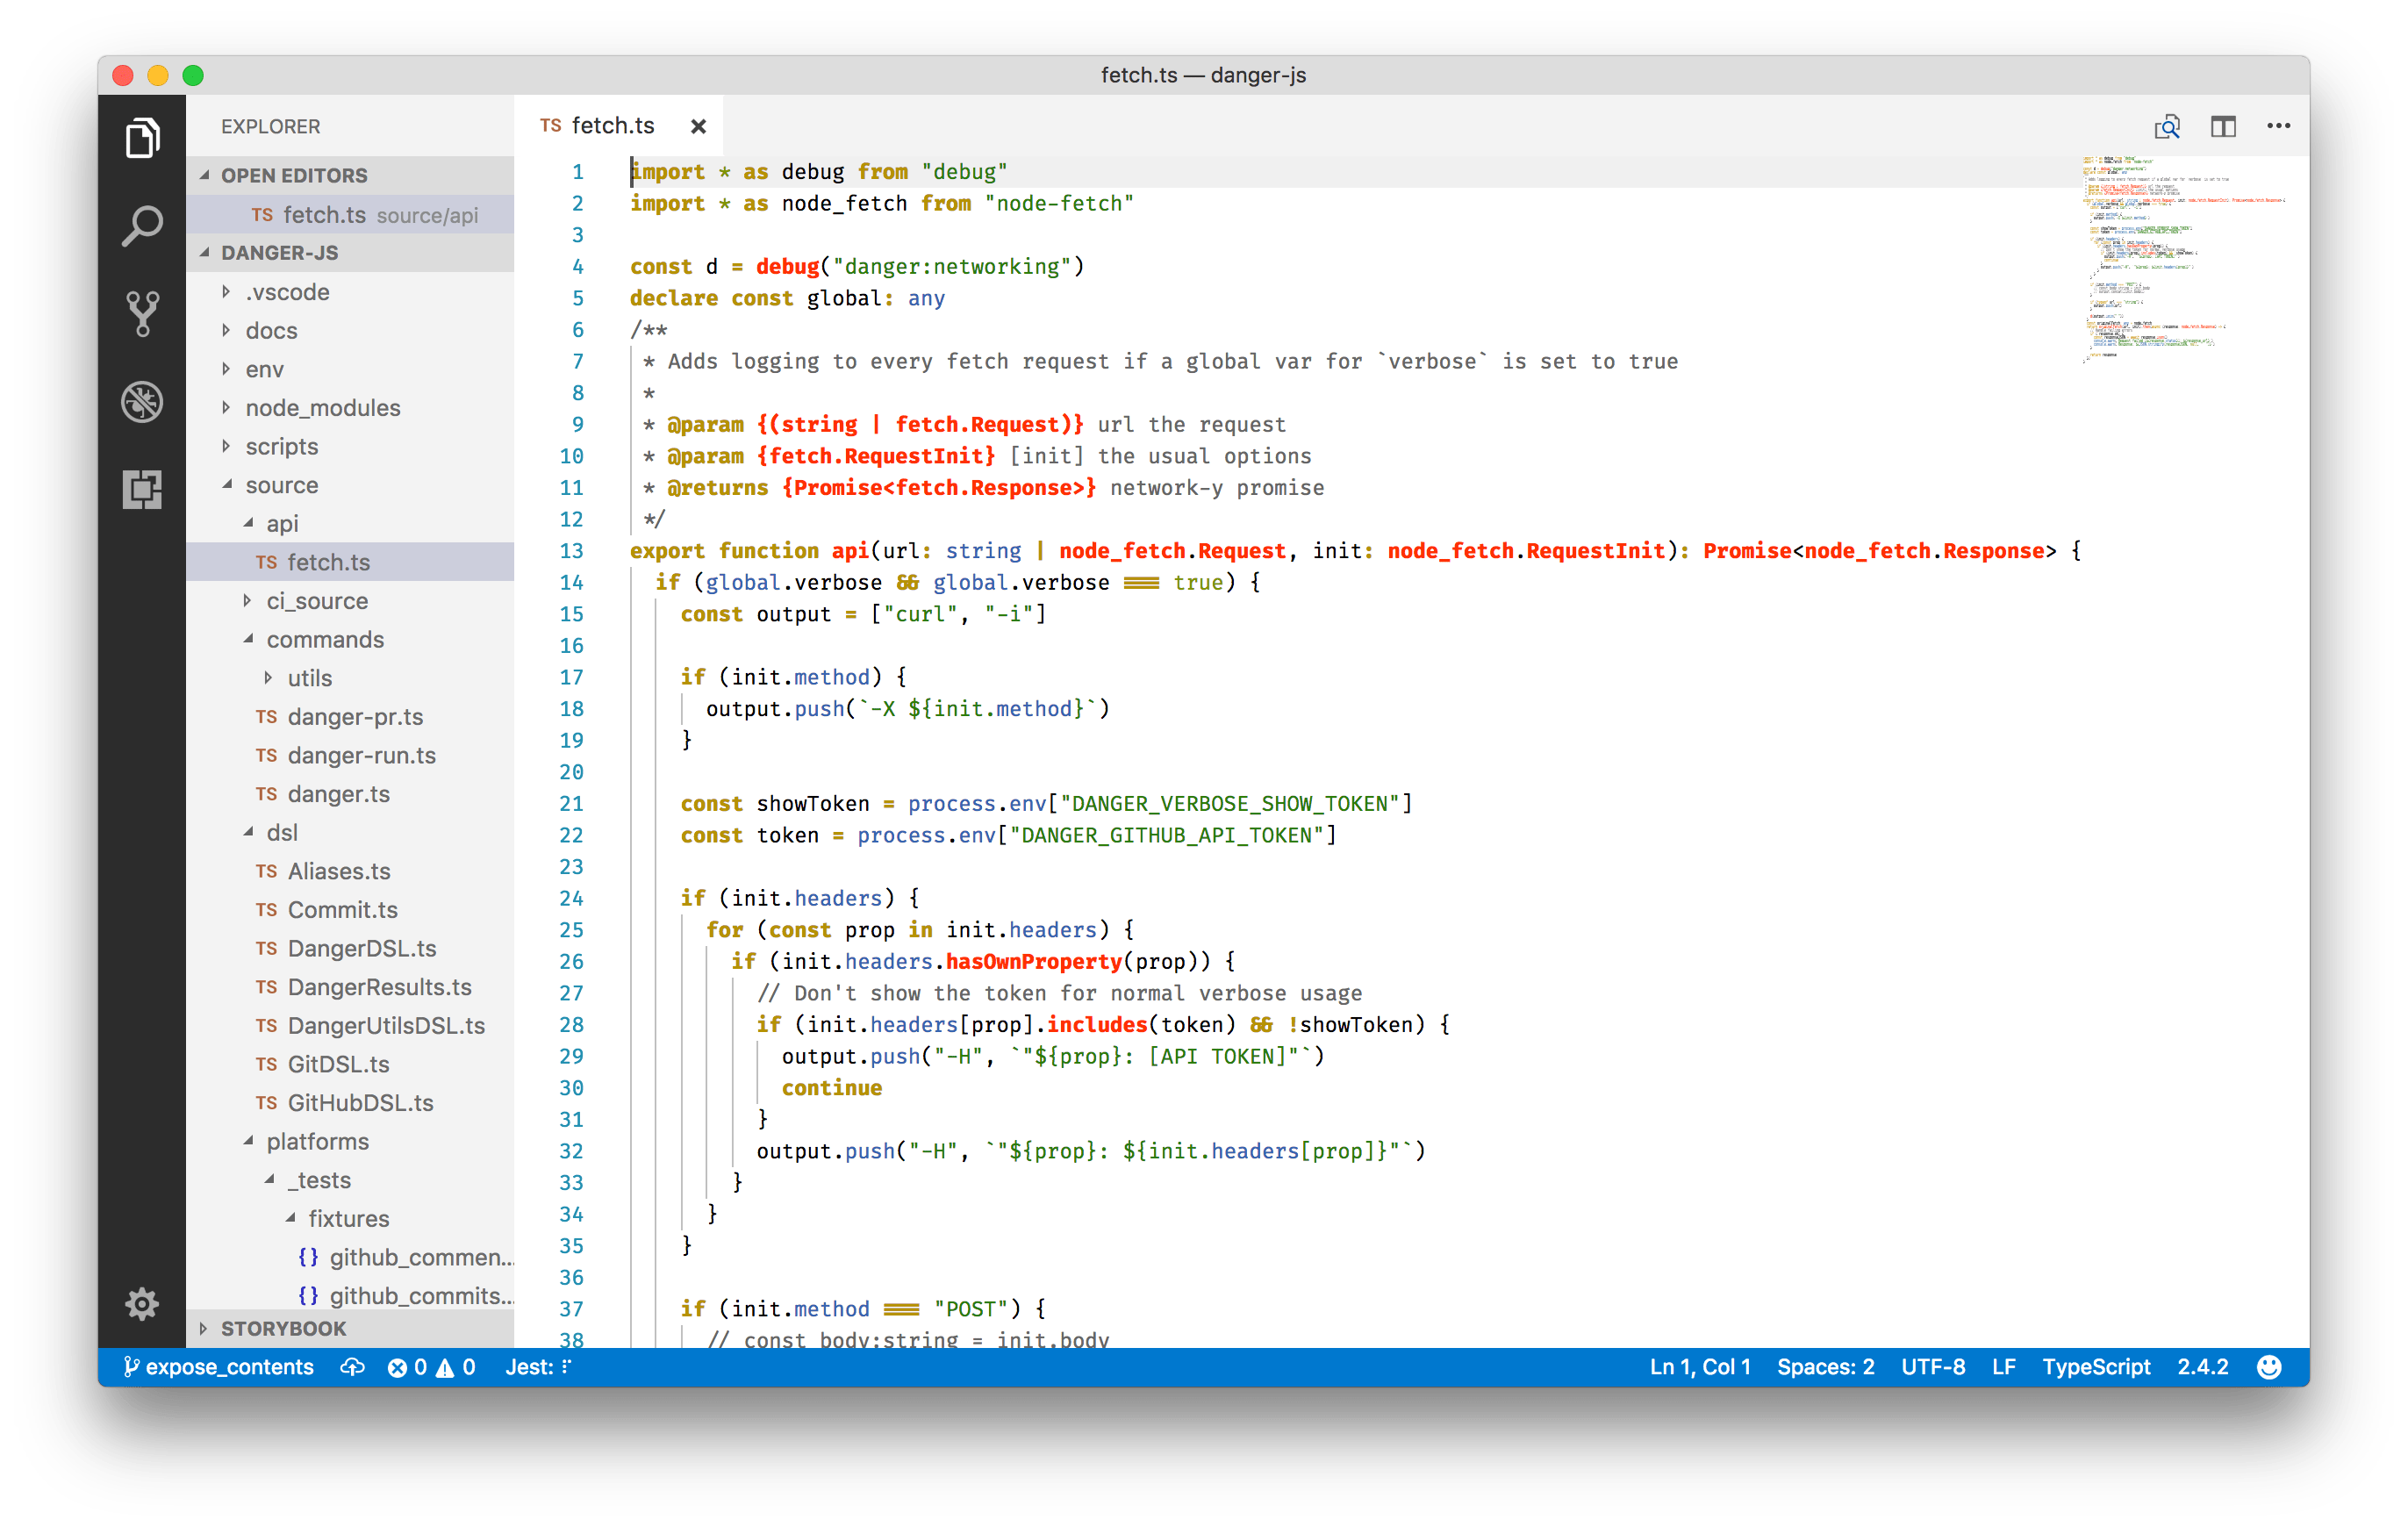 fetch.ts — danger-js
EXPLORER
OPEN EDITORS
TS fetch.ts source/api
DANGER-JS
.vscode
docs
env
node_modules
scripts
source
api
TS fetch.ts
ci_source
commands
utils
TS danger-pr.ts
TS danger-run.ts
TS danger.ts
dsl
TS Aliases.ts
TS Commit.ts
TS DangerDSL.ts
TS DangerResults.ts
TS DangerUtilsDSL.ts
TS GitDSL.ts
TS GitHubDSL.ts
platforms
_tests
fixtures
{} github_commen...
{} github_commits...
STORYBOOK
TS fetch.ts ×
1 import * as debug from "debug"
2 import * as node_fetch from "node-fetch"
3
4 const d = debug("danger:networking")
5 declare const global: any
6 /**
7 * Adds logging to every fetch request if a global var for `verbose` is set to true
8 *
9 * @param {(string | fetch.Request)} url the request
10 * @param {fetch.RequestInit} [init] the usual options
11 * @returns {Promise<fetch.Response>} network-y promise
12 */
13 export function api(url: string | node_fetch.Request, init: node_fetch.RequestInit): Promise<node_fetch.Response> {
14 if (global.verbose && global.verbose === true) {
15 const output = ["curl", "-i"]
16
17 if (init.method) {
18 output.push(`-X ${init.method}`)
19 }
20
21 const showToken = process.env["DANGER_VERBOSE_SHOW_TOKEN"]
22 const token = process.env["DANGER_GITHUB_API_TOKEN"]
23
24 if (init.headers) {
25 for (const prop in init.headers) {
26 if (init.headers.hasOwnProperty(prop)) {
27 // Don't show the token for normal verbose usage
28 if (init.headers[prop].includes(token) && !showToken) {
29 output.push("-H", `"${prop}: [API TOKEN]"`)
30 continue
31 }
32 output.push("-H", `"${prop}: ${init.headers[prop]}"`)
33 }
34 }
35 }
36
37 if (init.method === "POST") {
38 // const body:string = init.body
expose_contents 0 0 Jest: Ln 1, Col 1 Spaces: 2 UTF-8 LF TypeScript 2.4.2